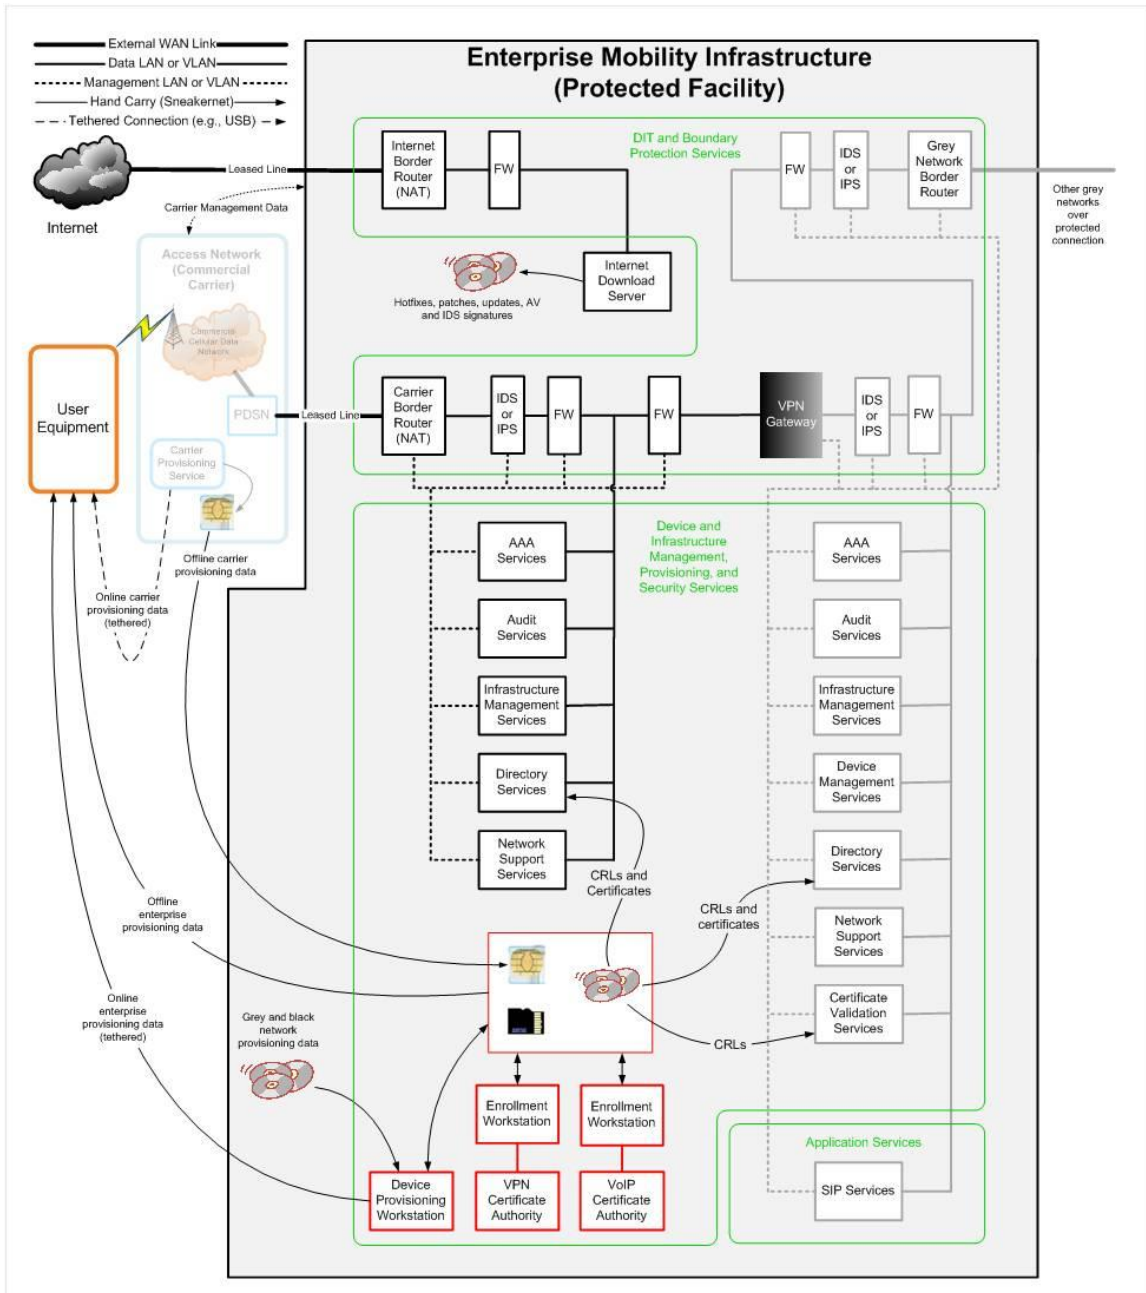 External WAN Link
Data LAN or VLAN
Management LAN or VLAN
Hand Carry (Sneakernet)
Tethered Connection (e.g., USB)
Enterprise Mobility Infrastructure
(Protected Facility)
Internet
Leased Line
Carrier Management Data
Internet
Border
Router
(NAT)
FW
DIT and Boundary
Protection Services
FW
IDS
or
IPS
Grey
Network
Border
Router
Other grey
networks
over
protected
connection
Access Network
(Commercial
Carrier)
Commercial
Cellular Data
Network
PDSN
User
Equipment
Internet
Download
Server
Hotfixes, patches, updates, AV
and IDS signatures
Leased Line
Carrier
Border
Router
(NAT)
IDS
or
IPS
FW
FW
VPN
Gateway
IDS
or
IPS
FW
Carrier
Provisioning
Service
Offline carrier
provisioning data
Online carrier
provisioning data
(tethered)
Device and
Infrastructure
Management,
Provisioning, and
Security Services
AAA
Services
Audit
Services
Infrastructure
Management
Services
Directory
Services
Network
Support
Services
AAA
Services
Audit
Services
Infrastructure
Management
Services
Device
Management
Services
Directory
Services
Network
Support
Services
Certificate
Validation
Services
CRLs and
Certificates
CRLs and
certificates
CRLs
Offline
enterprise
provisioning data
Online
enterprise
provisioning data
(tethered)
Grey and black
network
provisioning data
Enrollment
Workstation
Enrollment
Workstation
Device
Provisioning
Workstation
VPN
Certificate
Authority
VoIP
Certificate
Authority
Application Services
SIP Services